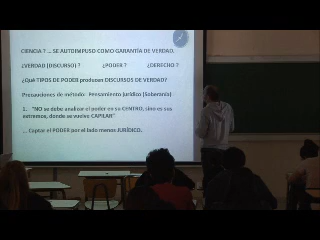 CIENCIA ? ... SE AUTOIMPUSO COMO GARANTÍA DE VERDAD.
¿VERDAD (DISCURSO) ? ¿PODER ? ¿DERECHO ?
¿Qué TIPOS DE PODER producen DISCURSOS DE VERDAD?
Precauciones de método: Pensamiento Jurídico (Soberanía)
1. "NO se debe analizar el poder en su CENTRO, sino en sus
extremos, donde se vuelve CAPILAR"
... Captar el PODER por el lado menos JURÍDICO.